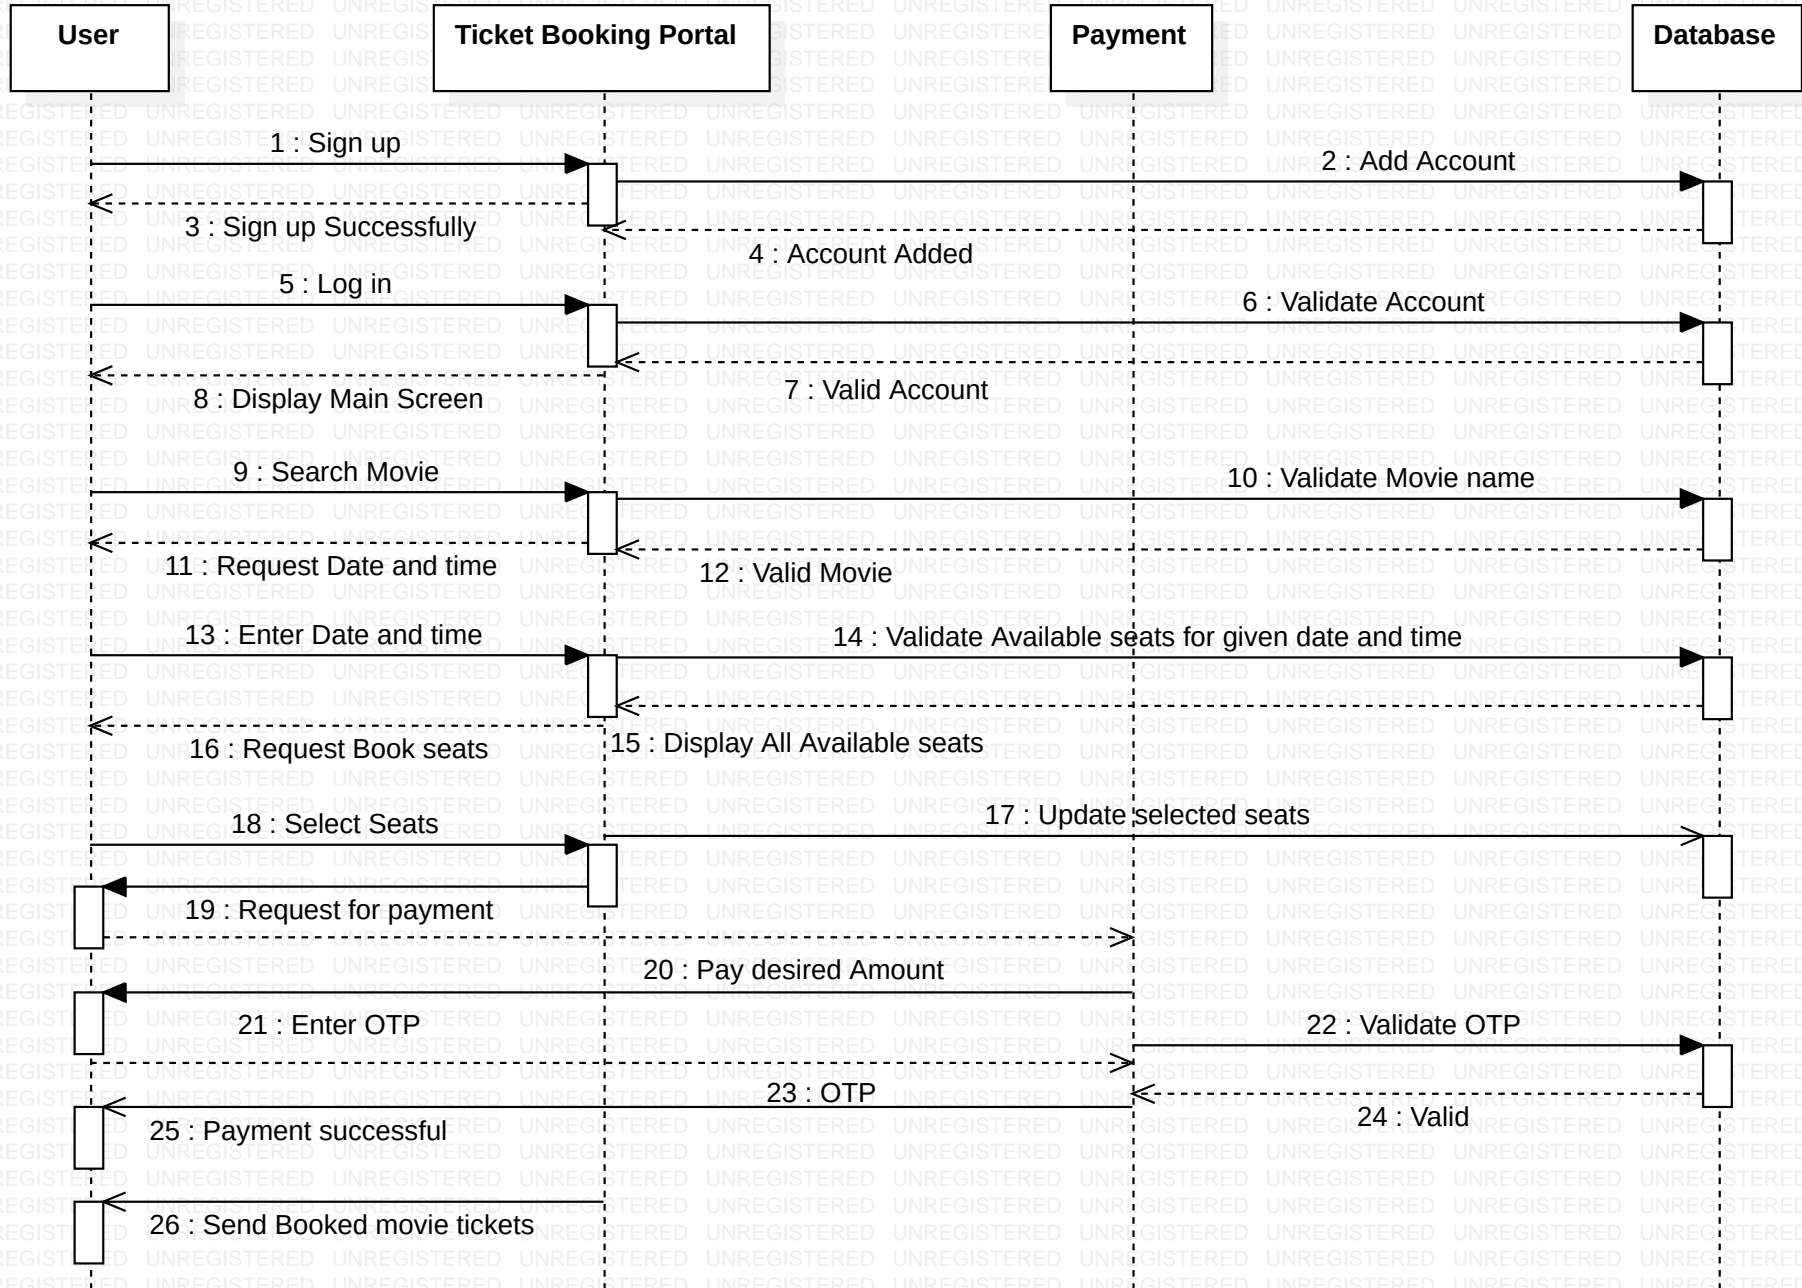 User
Ticket Booking Portal
Payment
Database
1 : Sign up
2 : Add Account
3 : Sign up Successfully
4 : Account Added
5 : Log in
6 : Validate Account
7 : Valid Account
8 : Display Main Screen
9 : Search Movie
10 : Validate Movie name
11 : Request Date and time
12 : Valid Movie
13 : Enter Date and time
14 : Validate Available seats for given date and time
15 : Display All Available seats
16 : Request Book seats
17 : Update selected seats
18 : Select Seats
19 : Request for payment
20 : Pay desired Amount
21 : Enter OTP
22 : Validate OTP
23 : OTP
24 : Valid
25 : Payment successful
26 : Send Booked movie tickets
UNREGISTERED